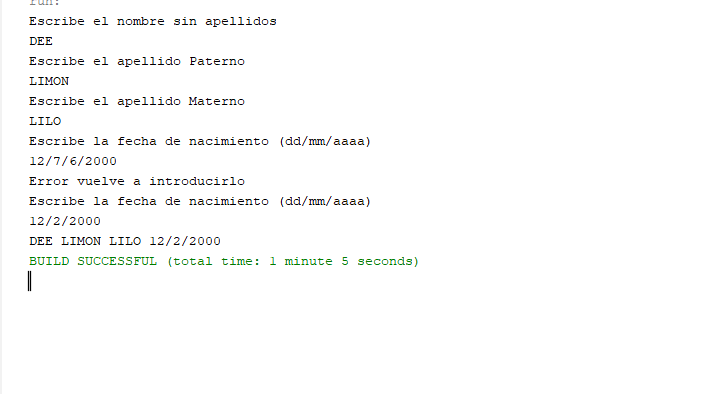 run:
Escribe el nombre sin apellidos
DEE
Escribe el apellido Paterno
LIMON
Escribe el apellido Materno
LILO
Escribe la fecha de nacimiento (dd/mm/aaaa)
12/7/6/2000
Error vuelve a introducirlo
Escribe la fecha de nacimiento (dd/mm/aaaa)
12/2/2000
DEE LIMON LILO 12/2/2000
BUILD SUCCESSFUL (total time: 1 minute 5 seconds)